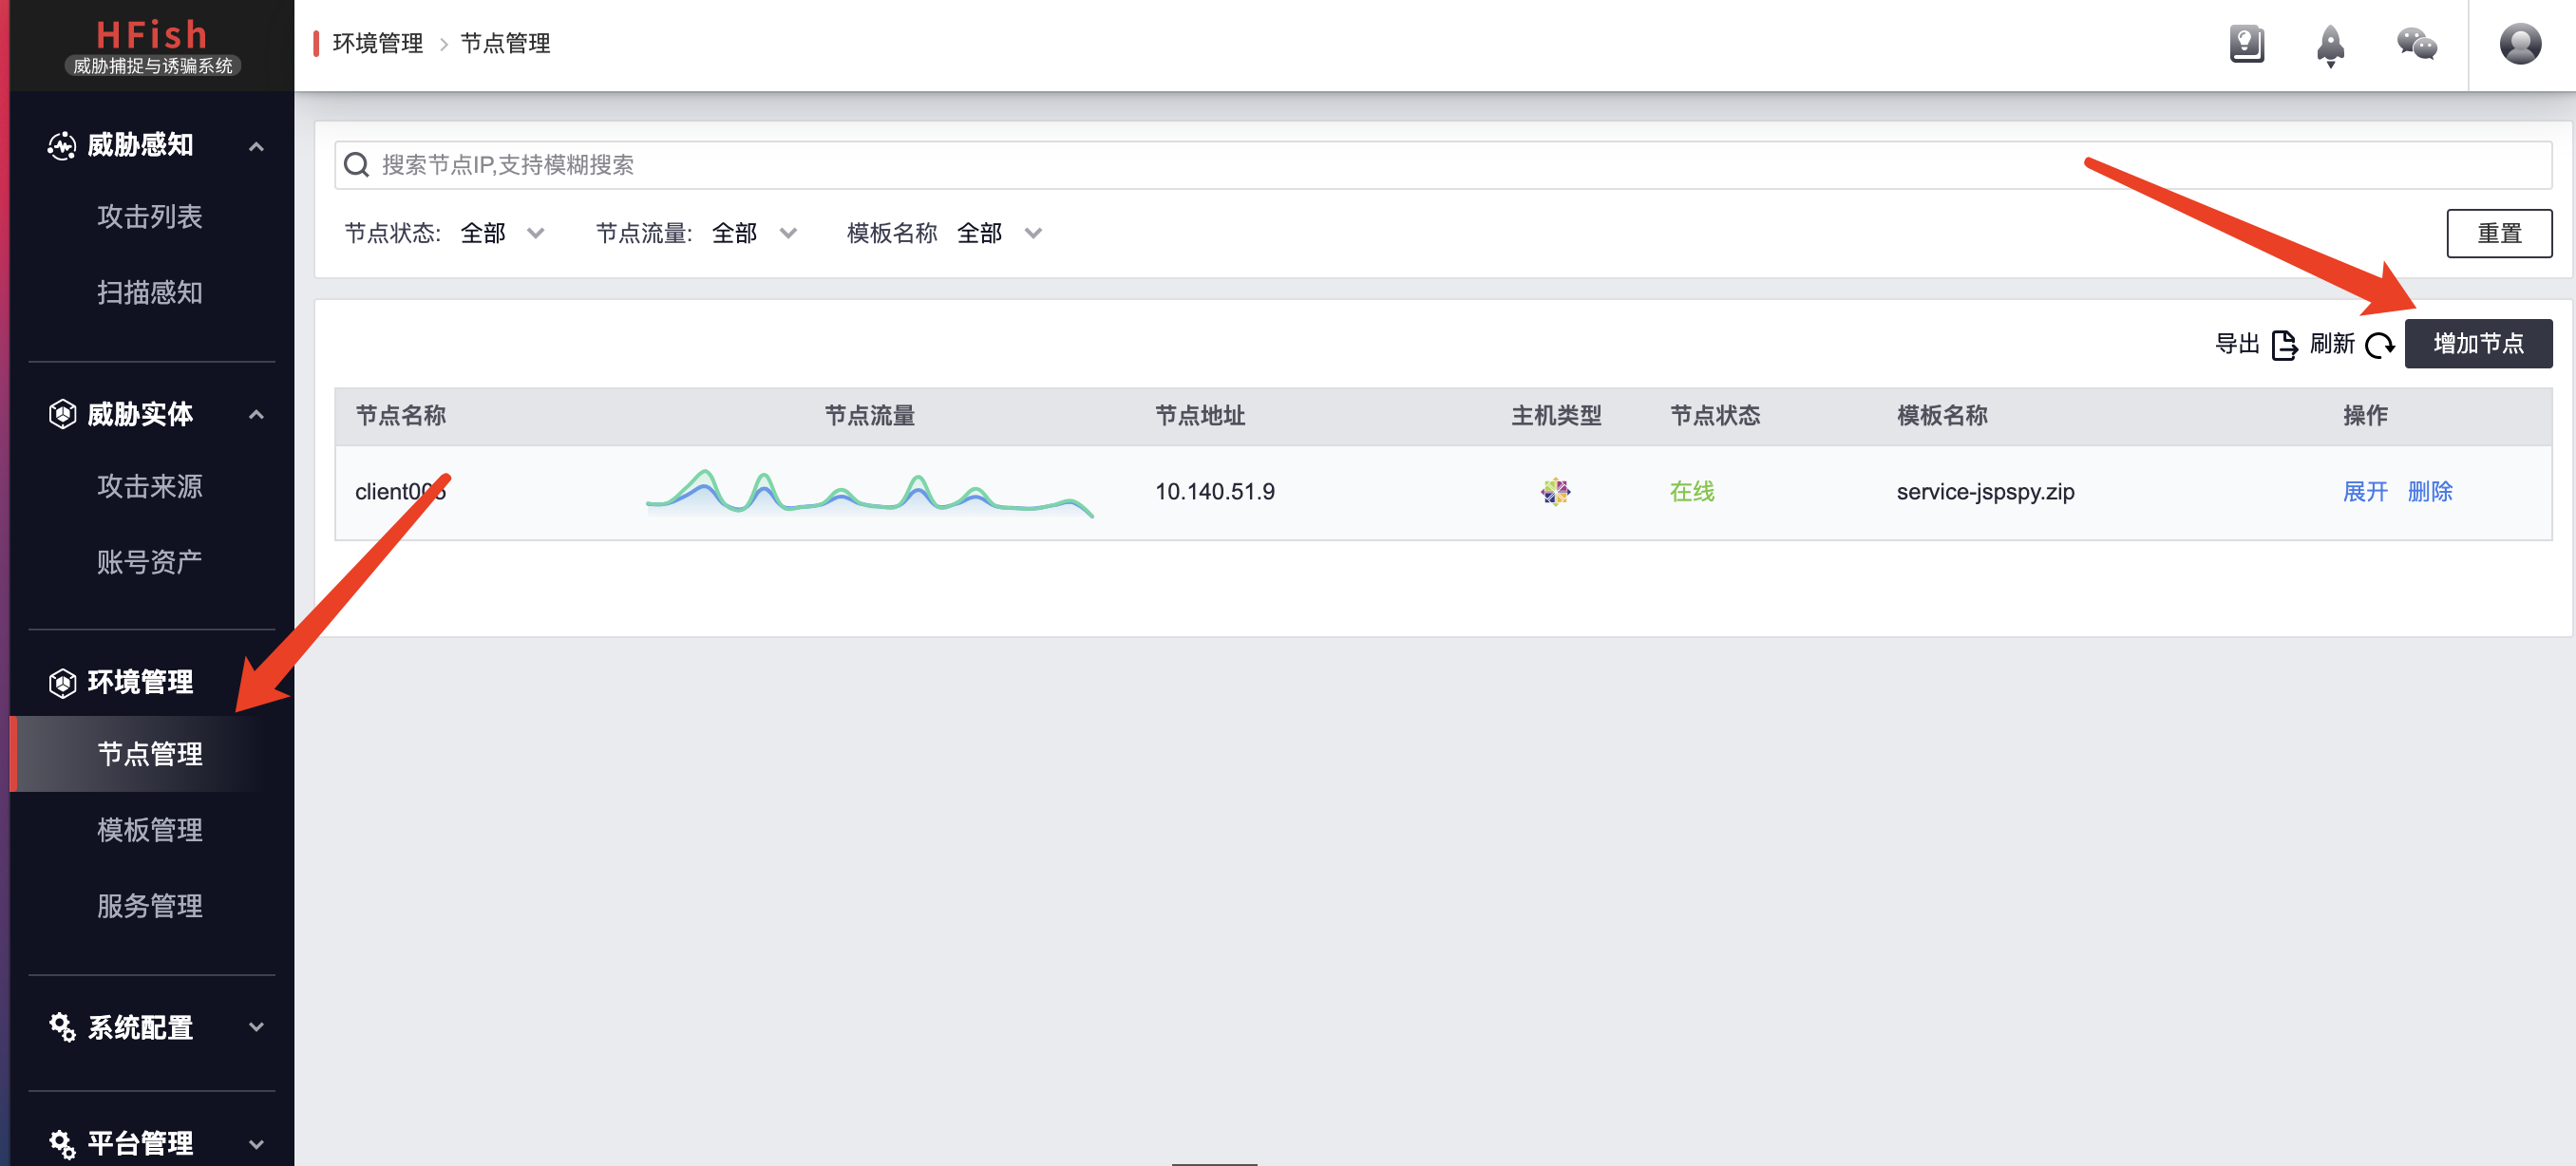 HFish
威胁捕捉与诱骗系统
威胁感知
攻击列表
扫描感知
威胁实体
攻击来源
账号资产
环境管理
节点管理
模板管理
服务管理
系统配置
平台管理
环境管理 > 节点管理
搜索节点IP,支持模糊搜索
节点状态: 全部 节点流量: 全部 模板名称 全部
重置
导出 刷新 增加节点
节点名称 节点流量 节点地址 主机类型 节点状态 模板名称 操作
client005 10.140.51.9 在线 service-jspspy.zip 展开 删除